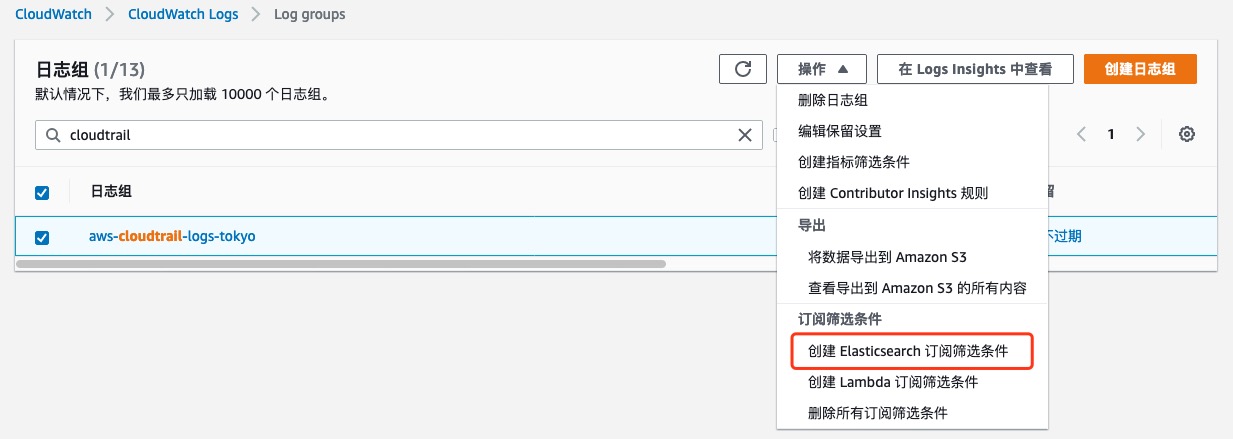 CloudWatch > CloudWatch Logs > Log groups
日志组 (1/13)
默认情况下，我们最多只加载 10000 个日志组。
操作 ▲
在 Logs Insights 中查看
创建日志组
cloudtrail
1
删除日志组
编辑保留设置
创建指标筛选条件
创建 Contributor Insights 规则
导出
将数据导出到 Amazon S3
查看导出到 Amazon S3 的所有内容
订阅筛选条件
创建 Elasticsearch 订阅筛选条件
创建 Lambda 订阅筛选条件
删除所有订阅筛选条件
日志组
留
aws-cloudtrail-logs-tokyo
不过期